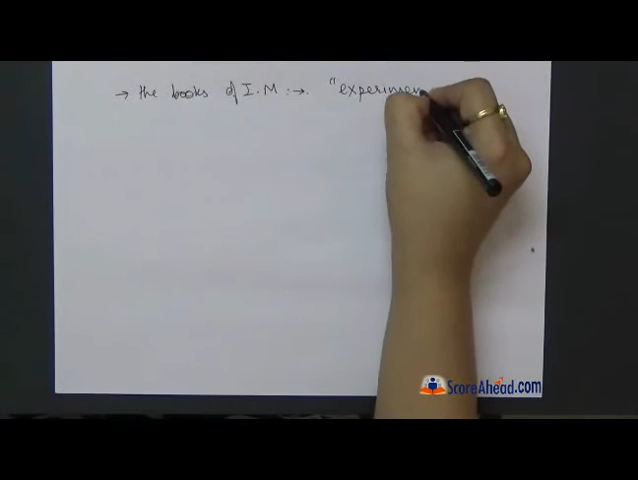 → the books of I.M :→. "experimen
ScoreAhead.com